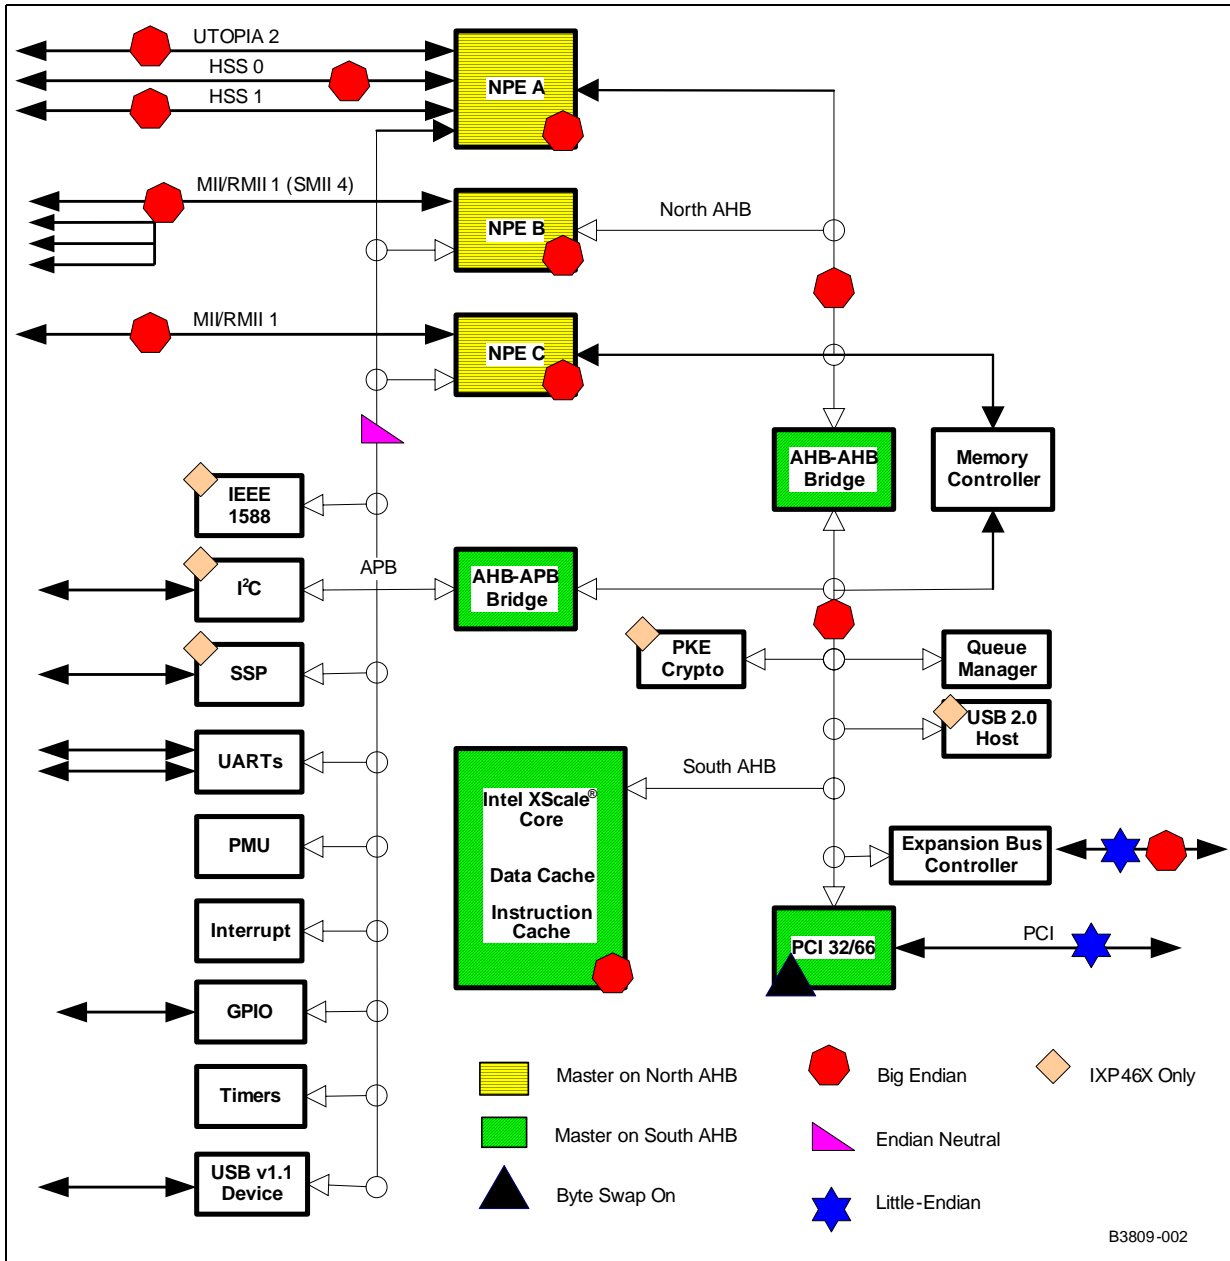 UTOPIA 2
HSS 0
HSS 1
NPE A
MII/RMII 1 (SMII 4)
NPE B
North AHB
MII/RMII 1
NPE C
AHB-AHB
Bridge
Memory
Controller
IEEE
1588
APB
I²C
AHB-APB
Bridge
PKE
Crypto
Queue
Manager
SSP
USB 2.0
Host
UARTs
South AHB
Intel XScale®
Core
Data Cache
Instruction
Cache
PMU
Expansion Bus
Controller
Interrupt
PCI 32/66
PCI
GPIO
Timers
USB v1.1
Device
Master on North AHB
Big Endian
IXP46X Only
Master on South AHB
Endian Neutral
Byte Swap On
Little-Endian
B3809-002